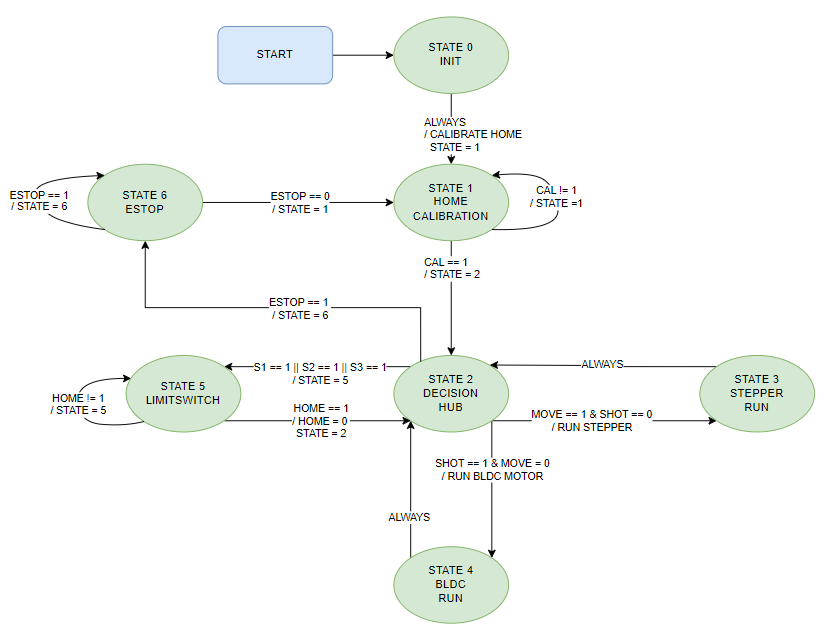 START
STATE 0
INIT
ALWAYS
/ CALIBRATE HOME
STATE = 1
STATE 6
ESTOP
ESTOP == 1
/ STATE = 6
ESTOP == 0
/ STATE = 1
STATE 1
HOME
CALIBRATION
CAL != 1
/ STATE =1
CAL == 1
/ STATE = 2
ESTOP == 1
/ STATE = 6
S1 == 1 || S2 == 1 || S3 == 1
/ STATE = 5
STATE 5
LIMITSWITCH
HOME != 1
/ STATE = 5
HOME == 1
/ HOME = 0
STATE = 2
STATE 2
DECISION
HUB
ALWAYS
STATE 3
STEPPER
RUN
MOVE == 1 & SHOT == 0
/ RUN STEPPER
SHOT == 1 & MOVE = 0
/ RUN BLDC MOTOR
ALWAYS
STATE 4
BLDC
RUN